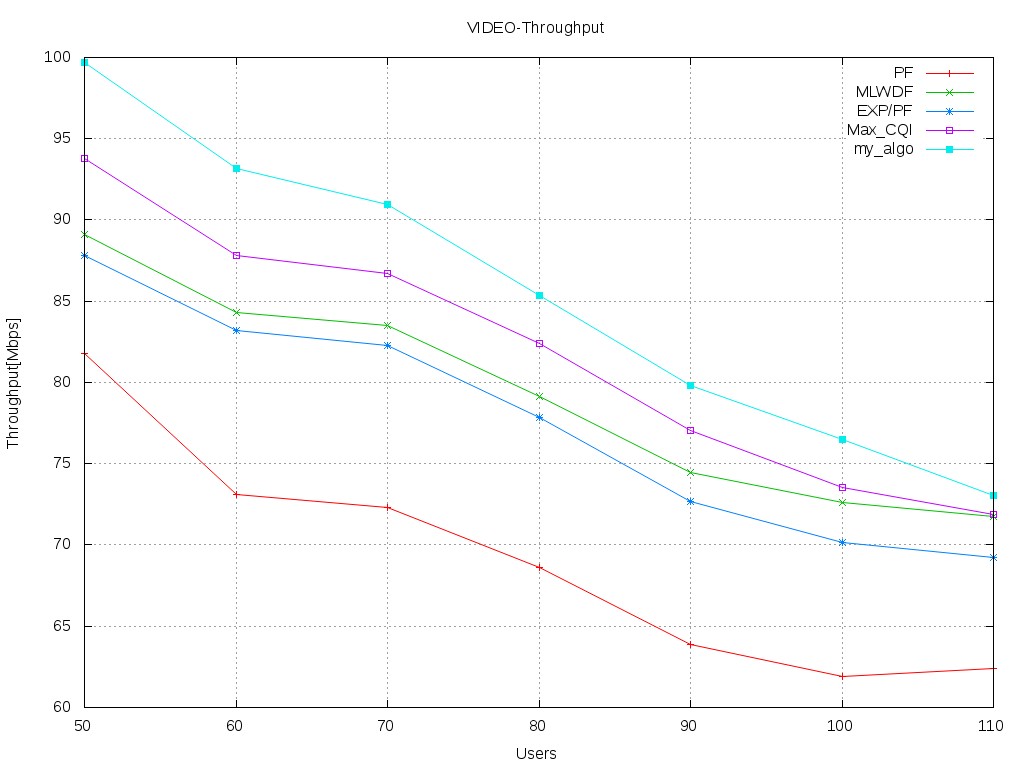 VIDEO-Throughput
100
95
90
85
80
75
70
65
60
Throughput[Mbps]
PF
MLWDF
EXP/PF
Max_CQI
my_algo
50 60 70 80 90 100 110
Users